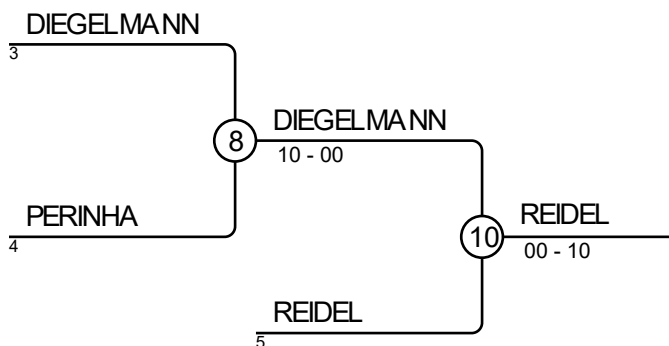 DIEGELMANN
3
8
DIEGELMANN
10 - 00
PERINHA
4
10
REIDEL
00 - 10
REIDEL
5